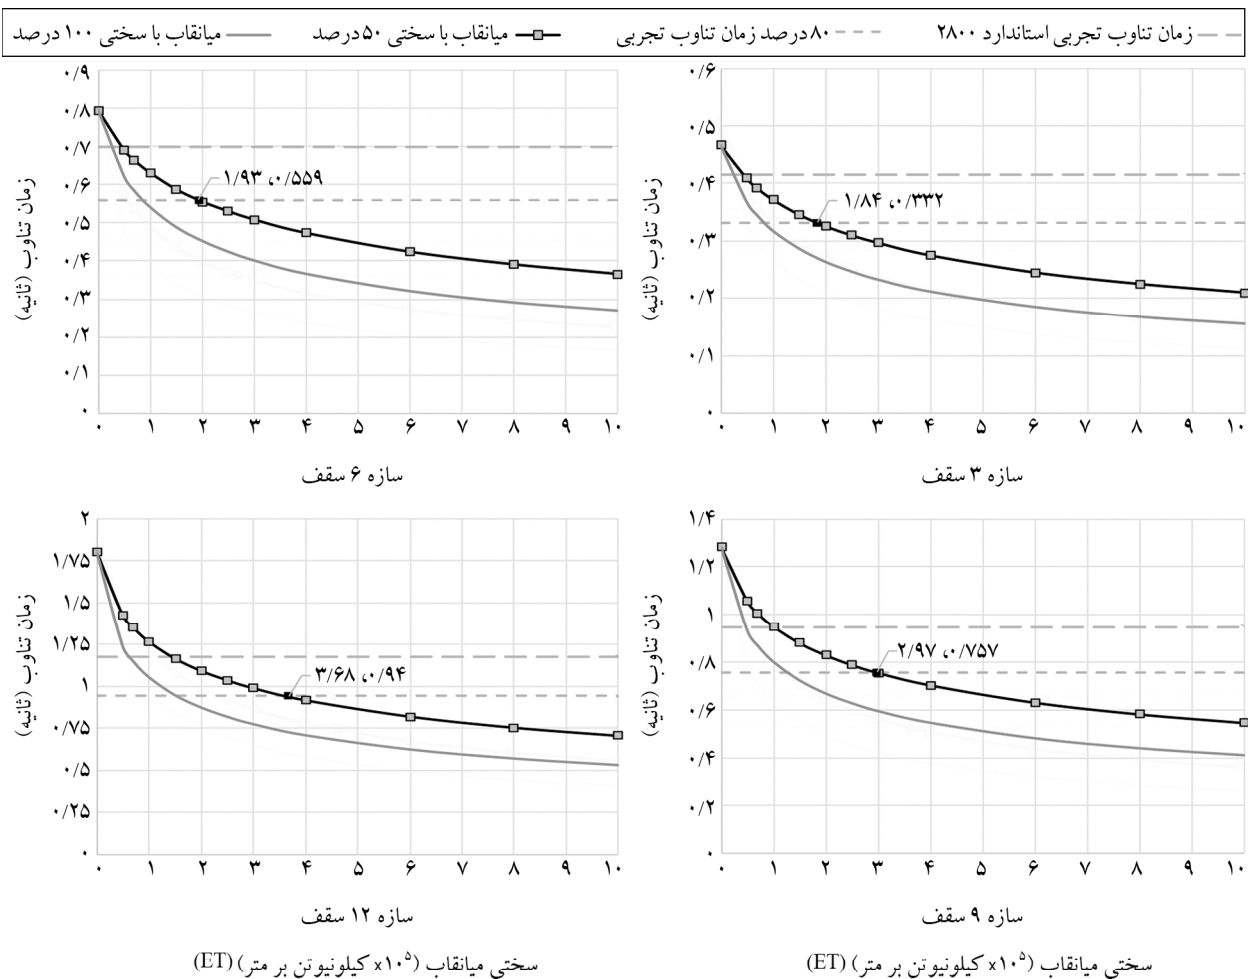 زمان تناوب تجربی استاندارد ۲۸۰۰ ۸۰ درصد زمان تناوب تجربی میانقاب با سختی ۵۰ درصد میانقاب با سختی ۱۰۰ درصد
۰/۶
۰/۵
۰/۴
۰/۳
۰/۲
۰/۱
۰
زمان تناوب (ثانیه)
۱/۸۴ ،۰/۳۳۲
۰ ۱ ۲ ۳ ۴ ۵ ۶ ۷ ۸ ۹ ۱۰
سازه ۳ سقف
۰/۹
۰/۸
۰/۷
۰/۶
۰/۵
۰/۴
۰/۳
۰/۲
۰/۱
۰
زمان تناوب (ثانیه)
۱/۹۳ ،۰/۵۵۹
۰ ۱ ۲ ۳ ۴ ۵ ۶ ۷ ۸ ۹ ۱۰
سازه ۶ سقف
۱/۴
۱/۲
۱
۰/۸
۰/۶
۰/۴
۰/۲
۰
زمان تناوب (ثانیه)
۲/۹۷ ،۰/۷۵۷
۰ ۱ ۲ ۳ ۴ ۵ ۶ ۷ ۸ ۹ ۱۰
سازه ۹ سقف
سختی میانقاب (x۱۰⁵ کیلونیوتن بر متر) (ET)
۲
۱/۷۵
۱/۵
۱/۲۵
۱
۰/۷۵
۰/۵
۰/۲۵
۰
زمان تناوب (ثانیه)
۳/۶۸ ،۰/۹۴
۰ ۱ ۲ ۳ ۴ ۵ ۶ ۷ ۸ ۹ ۱۰
سازه ۱۲ سقف
سختی میانقاب (x۱۰⁵ کیلونیوتن بر متر) (ET)